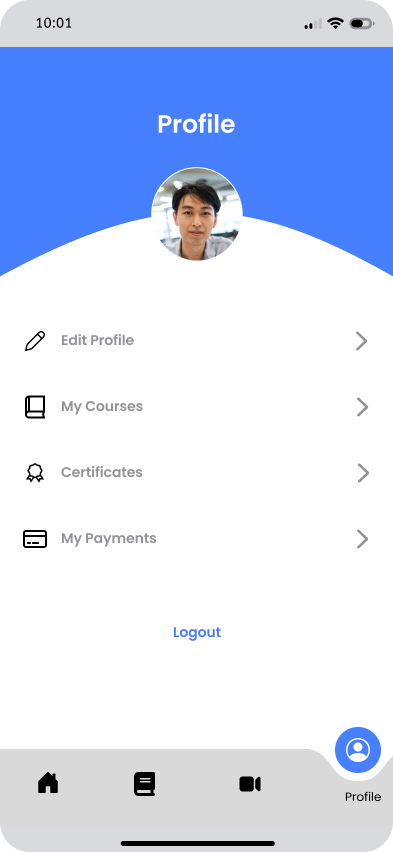 10:01
Profile
Edit Profile
My Courses
Certificates
My Payments
Logout
Profile